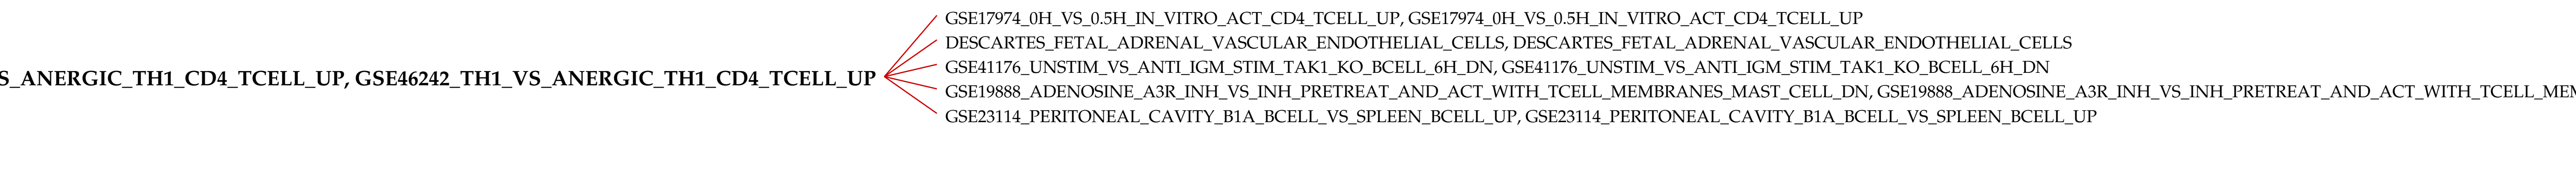 GSE17974_0H_VS_0.5H_IN_VITRO_ACT_CD4_TCELL_UP, GSE17974_0H_VS_0.5H_IN_VITRO_ACT_CD4_TCELL_UP
DESCARTES_FETAL_ADRENAL_VASCULAR_ENDOTHELIAL_CELLS, DESCARTES_FETAL_ADRENAL_VASCULAR_ENDOTHELIAL_CELLS
GSE41176_UNSTIM_VS_ANTI_IGM_STIM_TAK1_KO_BCELL_6H_DN, GSE41176_UNSTIM_VS_ANTI_IGM_STIM_TAK1_KO_BCELL_6H_DN
S_ANERGIC_TH1_CD4_TCELL_UP, GSE46242_TH1_VS_ANERGIC_TH1_CD4_TCELL_UP
GSE19888_ADENOSINE_A3R_INH_VS_INH_PRETREAT_AND_ACT_WITH_TCELL_MEMBRANES_MAST_CELL_DN, GSE19888_ADENOSINE_A3R_INH_VS_INH_PRETREAT_AND_ACT_WITH_TCELL_MEM
GSE23114_PERITONEAL_CAVITY_B1A_BCELL_VS_SPLEEN_BCELL_UP, GSE23114_PERITONEAL_CAVITY_B1A_BCELL_VS_SPLEEN_BCELL_UP